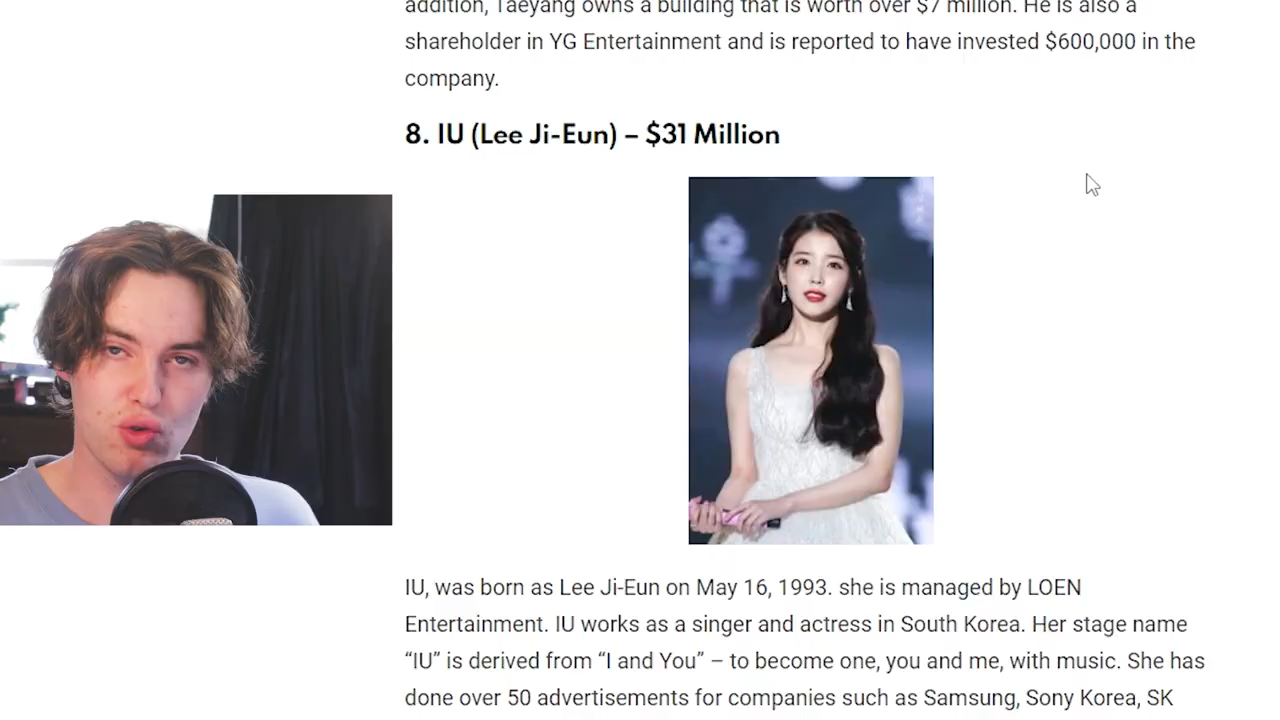 addition, Taeyang owns a building that is worth over $7 million. He is also a
shareholder in YG Entertainment and is reported to have invested $600,000 in the
company.
8. IU (Lee Ji-Eun) – $31 Million
IU, was born as Lee Ji-Eun on May 16, 1993. she is managed by LOEN
Entertainment. IU works as a singer and actress in South Korea. Her stage name
“IU” is derived from “I and You” – to become one, you and me, with music. She has
done over 50 advertisements for companies such as Samsung, Sony Korea, SK